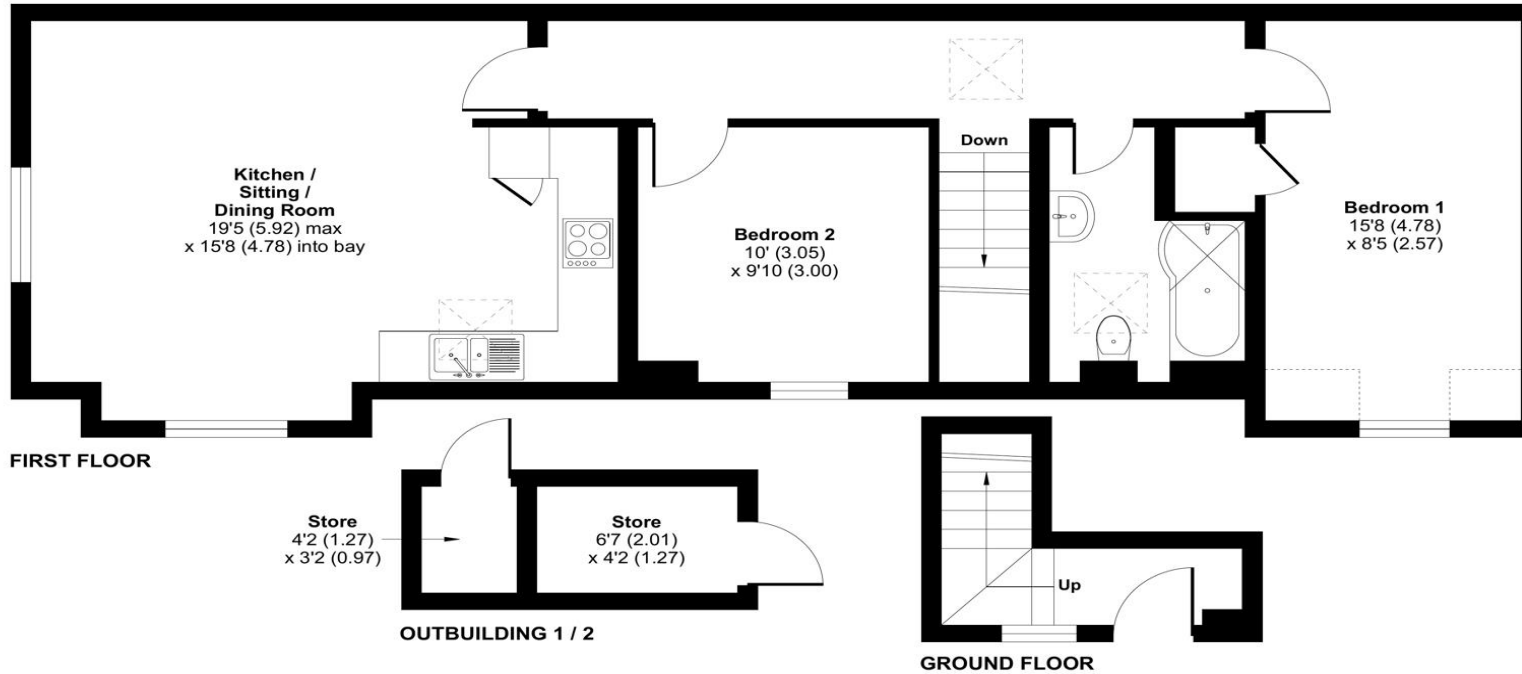 Kitchen /
Sitting /
Dining Room
19'5 (5.92) max
x 15'8 (4.78) into bay
Bedroom 2
10' (3.05)
x 9'10 (3.00)
Down
Bedroom 1
15'8 (4.78)
x 8'5 (2.57)
FIRST FLOOR
Store
4'2 (1.27)
x 3'2 (0.97)
Store
6'7 (2.01)
x 4'2 (1.27)
OUTBUILDING 1 / 2
Up
GROUND FLOOR